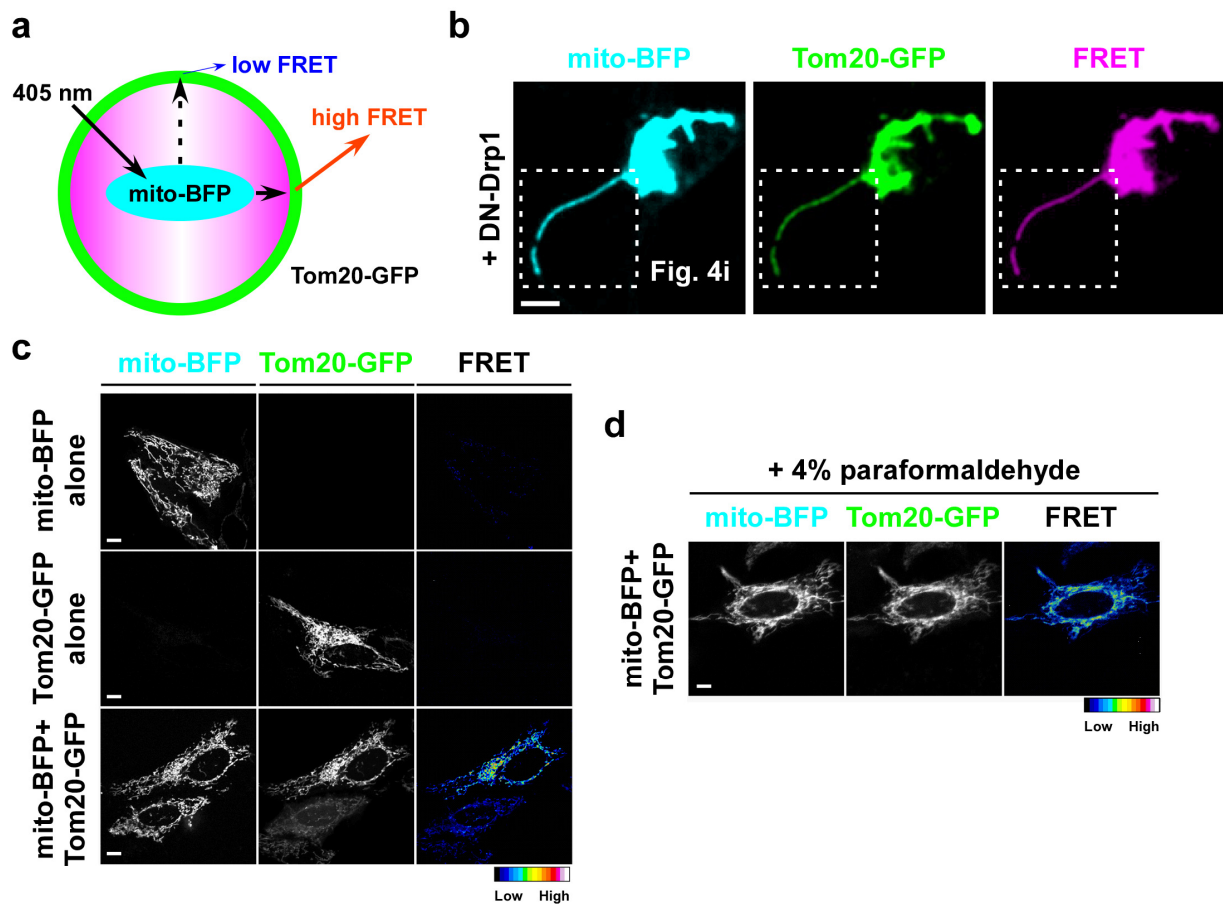 a
low FRET
405 nm
high FRET
mito-BFP
Tom20-GFP
b
mito-BFP Tom20-GFP FRET
+ DN-Drp1
Fig. 4i
c
mito-BFP Tom20-GFP FRET
mito-BFP
alone
Tom20-GFP
alone
mito-BFP+
Tom20-GFP
Low High
d
+ 4% paraformaldehyde
mito-BFP Tom20-GFP FRET
mito-BFP+
Tom20-GFP
Low High